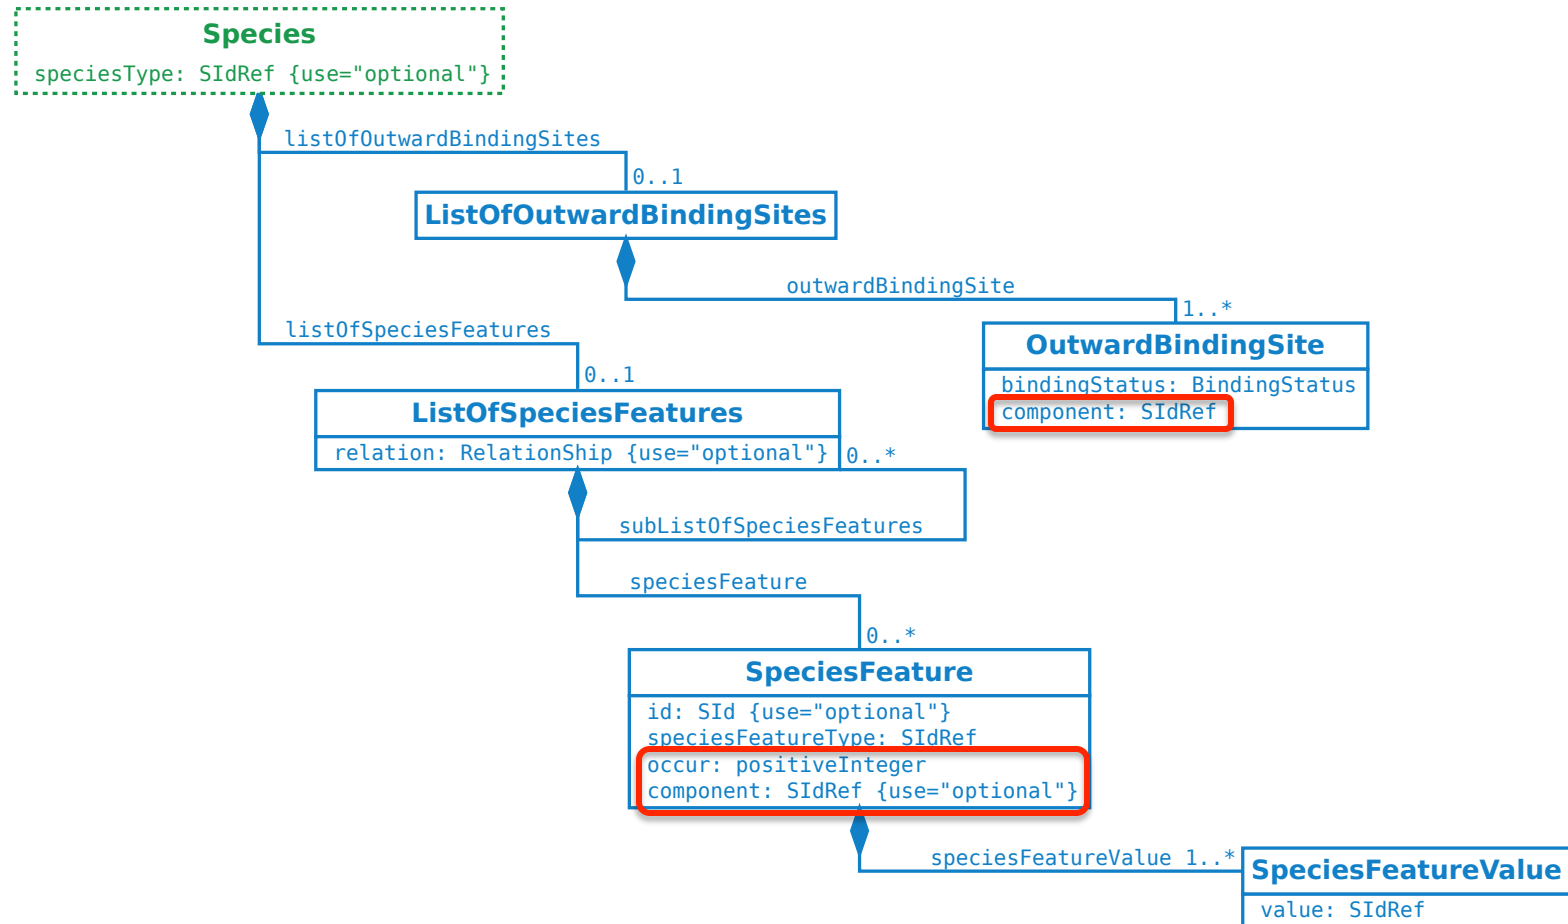 Species
speciesType: SIdRef {use="optional"}
listOfOutwardBindingSites
0..1
ListOfOutwardBindingSites
outwardBindingSite
1..*
OutwardBindingSite
bindingStatus: BindingStatus
component: SIdRef
listOfSpeciesFeatures
0..1
ListOfSpeciesFeatures
relation: RelationShip {use="optional"}
0..*
subListOfSpeciesFeatures
speciesFeature
0..*
SpeciesFeature
id: SId {use="optional"}
speciesFeatureType: SIdRef
occur: positiveInteger
component: SIdRef {use="optional"}
speciesFeatureValue 1..*
SpeciesFeatureValue
value: SIdRef